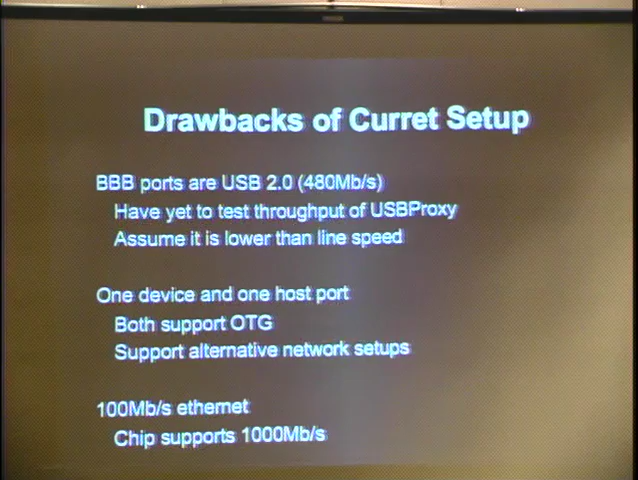 Drawbacks of Curret Setup
BBB ports are USB 2.0 (480Mb/s)
Have yet to test throughput of USBProxy
Assume it is lower than line speed
One device and one host port
Both support OTG
Support alternative network setups
100Mb/s ethernet
Chip supports 1000Mb/s